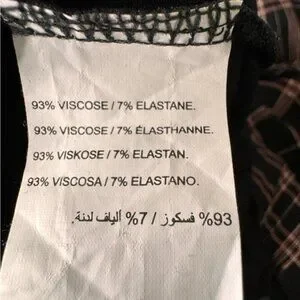 93% VISCOSE / 7% ELASTANE.
93% VISCOSE / 7% ÉLASTHANNE.
93% VISKOSE / 7% ELASTAN.
93% VISCOSA / 7% ELASTANO.
93% فسكوز / 7% ألياف لدنة.